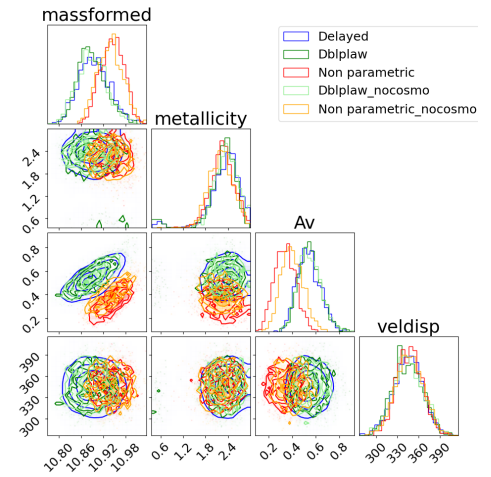 massformed
Delayed
Dblplaw
Non parametric
Dblplaw_nocosmo
Non parametric_nocosmo
metallicity
2.4
1.8
1.2
0.6
Av
0.8
0.6
0.4
0.2
veldisp
390
360
330
300
10.80 10.86 10.92 10.98 0.6 1.2 1.8 2.4 0.2 0.4 0.6 0.8 300 330 360 390